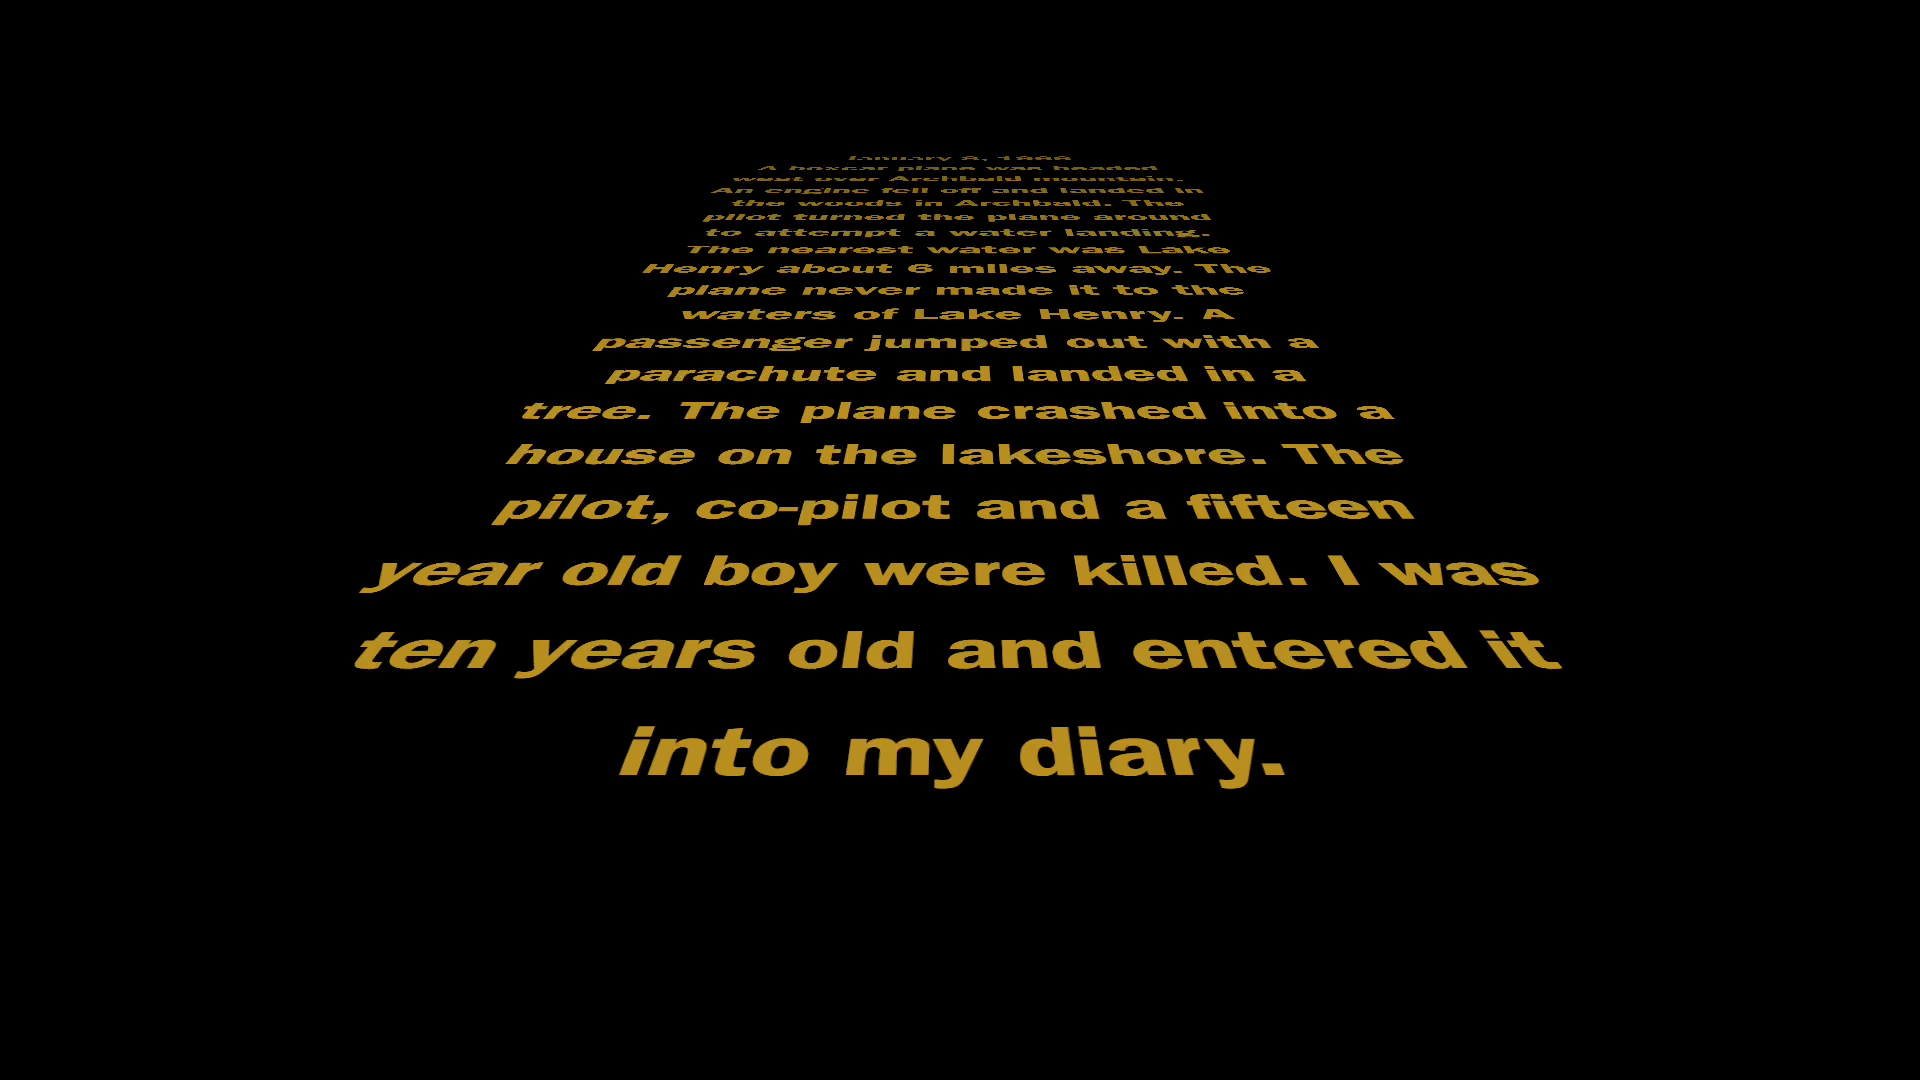 January 3, 1966
A boxcar plane was headed
west over Archbald mountain.
An engine fell off and landed in
the woods in Archbald. The
pilot turned the plane around
to attempt a water landing.
The nearest water was Lake
Henry about 6 miles away. The
plane never made it to the
waters of Lake Henry. A
passenger jumped out with a
parachute and landed in a
tree. The plane crashed into a
house on the lakeshore. The
pilot, co-pilot and a fifteen
year old boy were killed. I was
ten years old and entered it
into my diary.